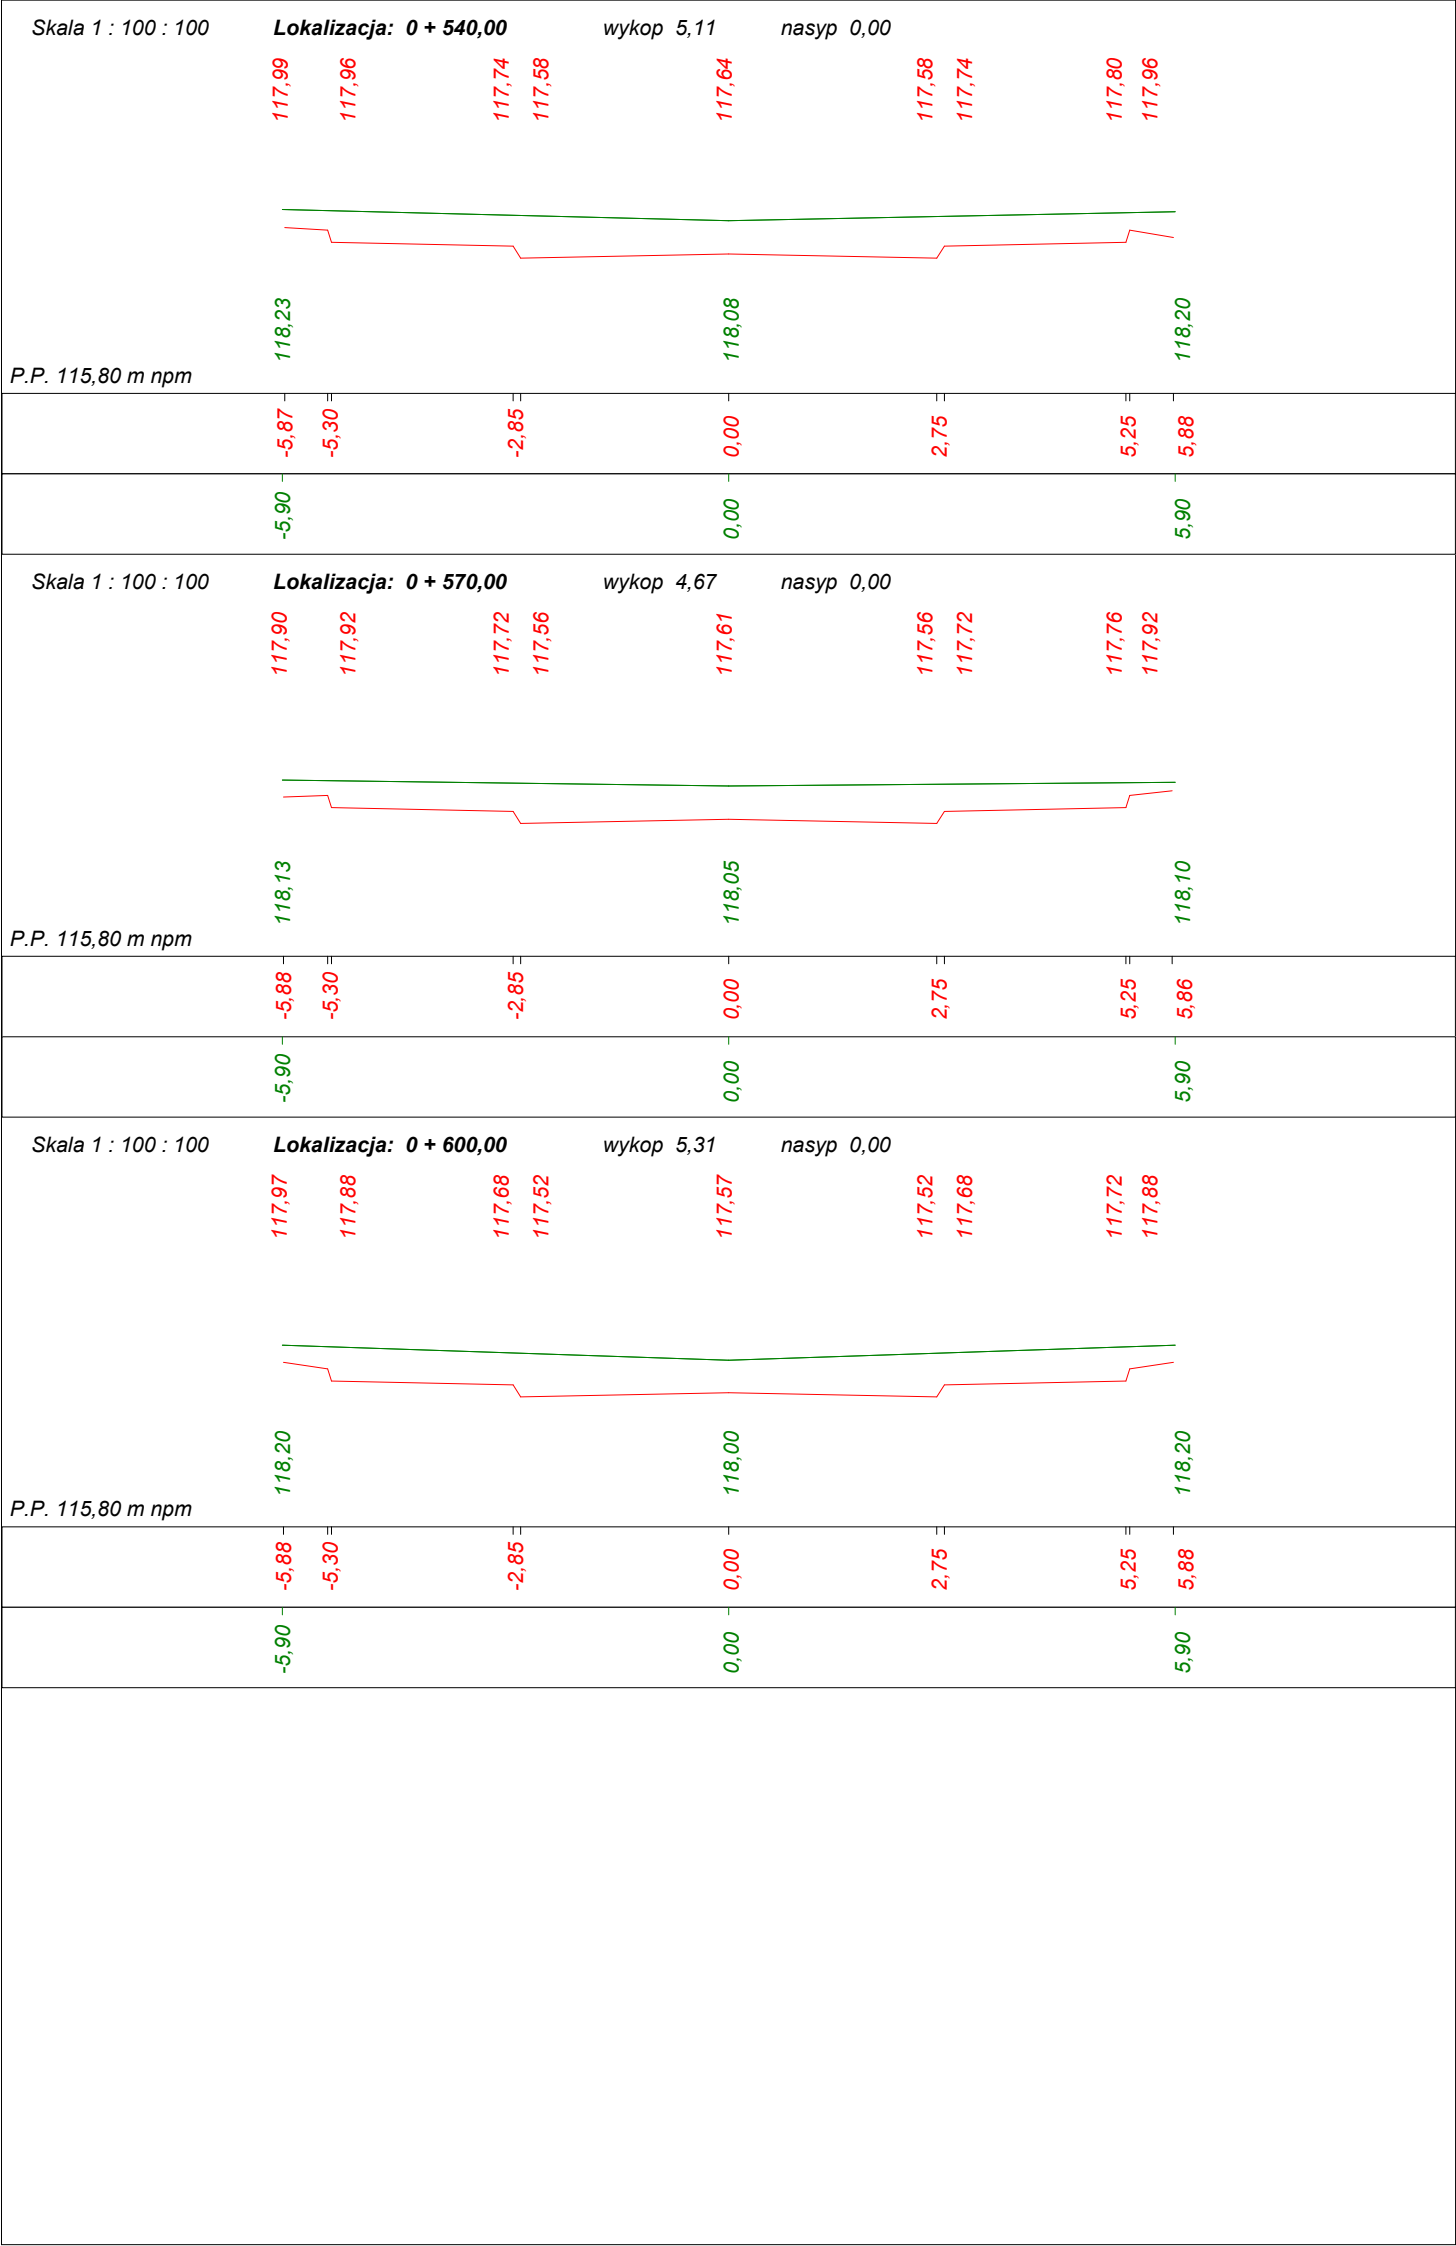 Skala 1 : 100 : 100 Lokalizacja: 0 + 540,00 wykop 5,11 nasyp 0,00
117,99 117,96 117,74 117,58 117,64 117,58 117,74 117,80 117,96
118,23 118,08 118,20
P.P. 115,80 m npm
-5,87 -5,30 -2,85 0,00 2,75 5,25 5,88
-5,90 0,00 5,90
Skala 1 : 100 : 100 Lokalizacja: 0 + 570,00 wykop 4,67 nasyp 0,00
117,90 117,92 117,72 117,56 117,61 117,56 117,72 117,76 117,92
118,13 118,05 118,10
P.P. 115,80 m npm
-5,88 -5,30 -2,85 0,00 2,75 5,25 5,86
-5,90 0,00 5,90
Skala 1 : 100 : 100 Lokalizacja: 0 + 600,00 wykop 5,31 nasyp 0,00
117,97 117,88 117,68 117,52 117,57 117,52 117,68 117,72 117,88
118,20 118,00 118,20
P.P. 115,80 m npm
-5,88 -5,30 -2,85 0,00 2,75 5,25 5,88
-5,90 0,00 5,90